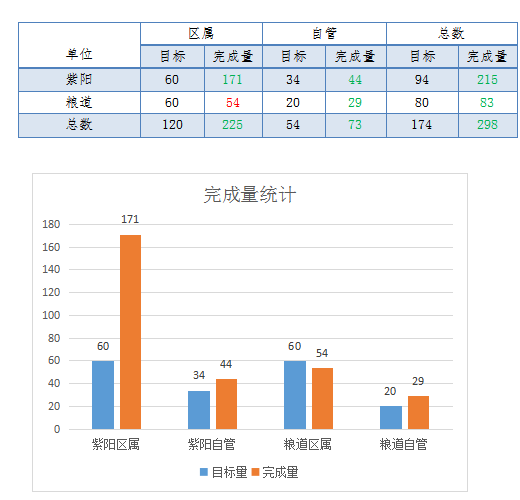 区属 自管 总数
单位 目标 完成量 目标 完成量 目标 完成量
紫阳 60 171 34 44 94 215
粮道 60 54 20 29 80 83
总数 120 225 54 73 174 298
完成量统计
180
160
140
120
100
80
60
40
20
0
60 171 34 44 60 54 20 29
紫阳区属 紫阳自管 粮道区属 粮道自管
目标量 完成量